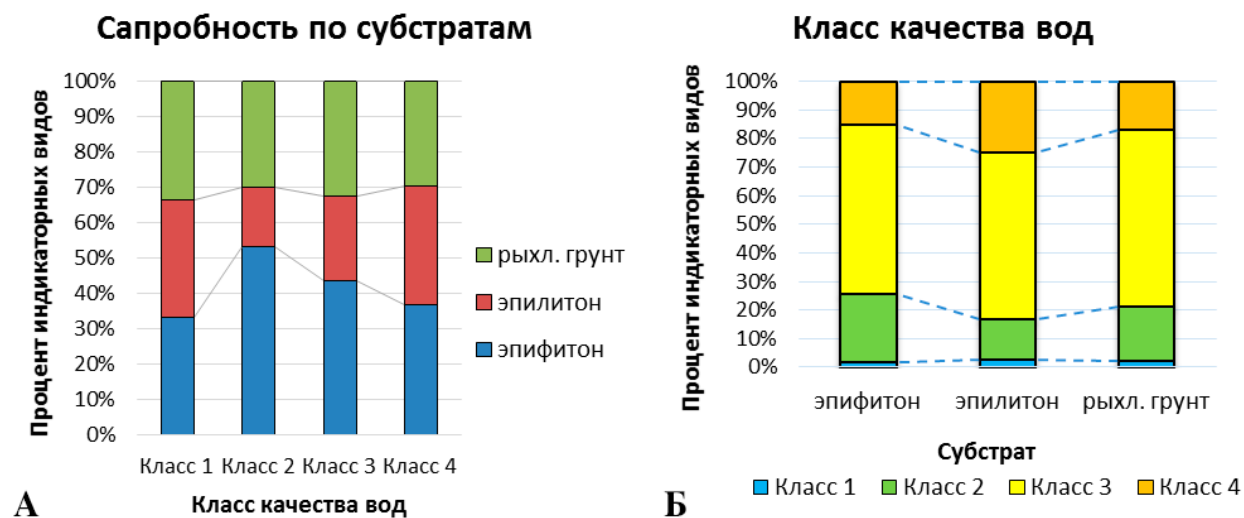 Сапробность по субстратам
Процент индикаторных видов
100%
90%
80%
70%
60%
50%
40%
30%
20%
10%
0%
Класс 1 Класс 2 Класс 3 Класс 4
Класс качества вод
рыхл. грунт
эпилитон
эпифитон
А
Класс качества вод
Процент индикаторных видов
100%
90%
80%
70%
60%
50%
40%
30%
20%
10%
0%
эпифитон эпилитон рыхл. грунт
Субстрат
Класс 1 Класс 2 Класс 3 Класс 4
Б